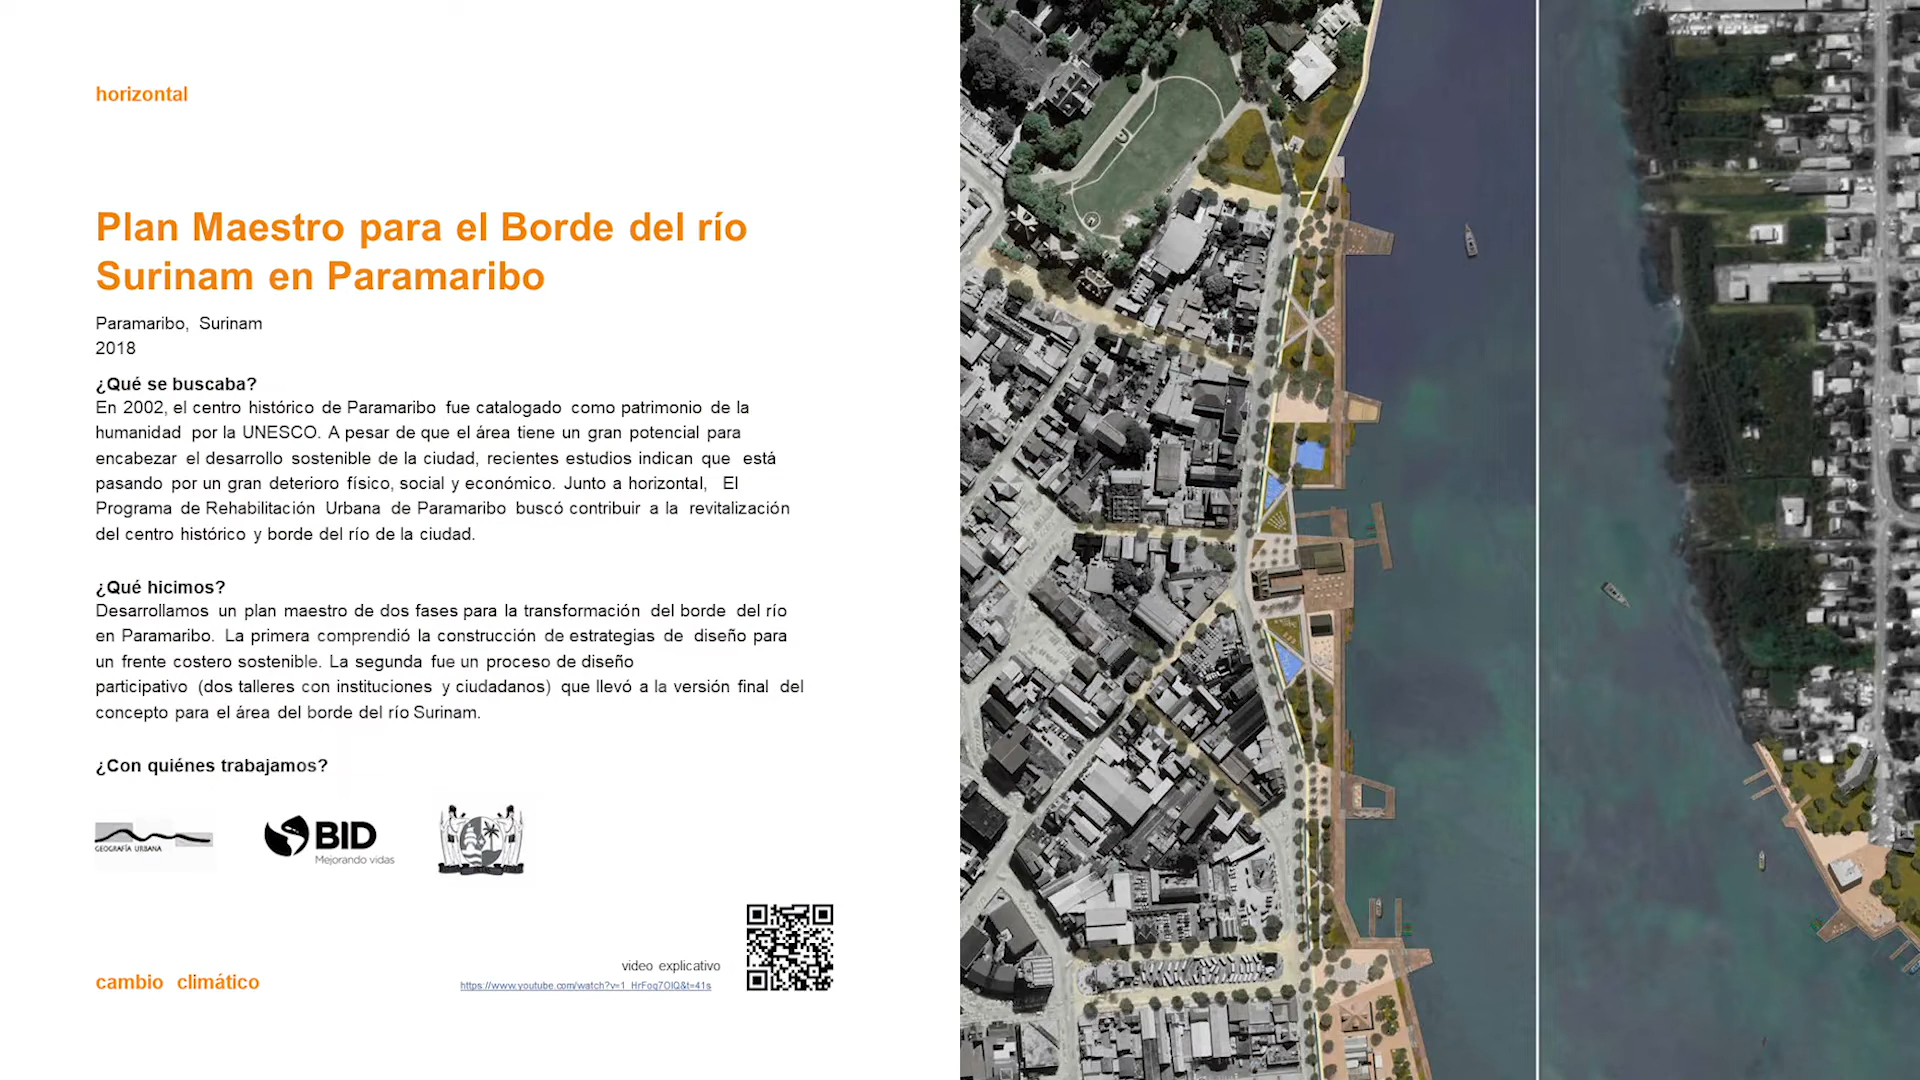 horizontal
Plan Maestro para el Borde del río
Surinam en Paramaribo
Paramaribo, Surinam
2018
¿Qué se buscaba?
En 2002, el centro histórico de Paramaribo fue catalogado como patrimonio de la
humanidad por la UNESCO. A pesar de que el área tiene un gran potencial para
encabezar el desarrollo sostenible de la ciudad, recientes estudios indican que está
pasando por un gran deterioro físico, social y económico. Junto a horizontal, El
Programa de Rehabilitación Urbana de Paramaribo buscó contribuir a la revitalización
del centro histórico y borde del río de la ciudad.
¿Qué hicimos?
Desarrollamos un plan maestro de dos fases para la transformación del borde del río
en Paramaribo. La primera comprendió la construcción de estrategias de diseño para
un frente costero sostenible. La segunda fue un proceso de diseño
participativo (dos talleres con instituciones y ciudadanos) que llevó a la versión final del
concepto para el área del borde del río Surinam.
¿Con quiénes trabajamos?
GEOGRAFÍA URBANA
BID
Mejorando vidas
video explicativo
https://www.youtube.com/watch?v=1_HrFoq7OIQ&t=41s
cambio climático